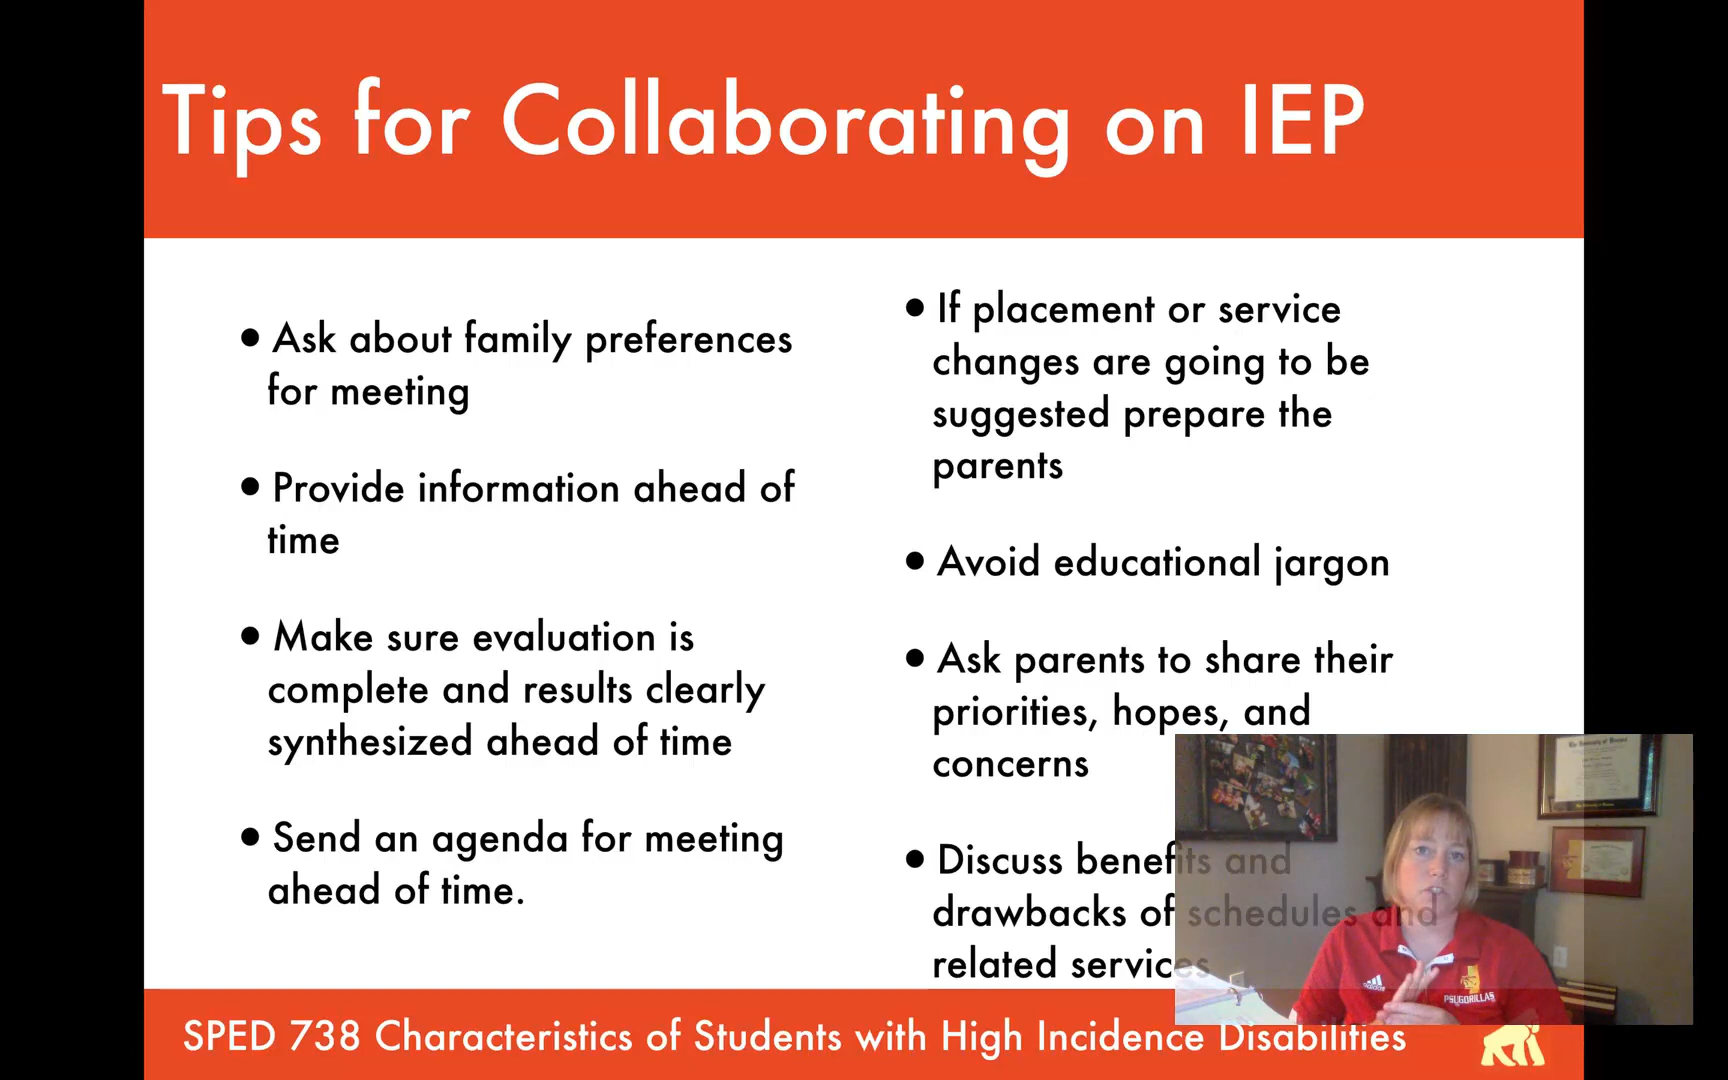 Tips for Collaborating on IEP
• Ask about family preferences
for meeting
• Provide information ahead of
time
• Make sure evaluation is
complete and results clearly
synthesized ahead of time
• Send an agenda for meeting
ahead of time.
• If placement or service
changes are going to be
suggested prepare the
parents
• Avoid educational jargon
• Ask parents to share their
priorities, hopes, and
concerns
• Discuss benefits and
drawbacks of schedules and
related services
adidas
PSUGORILLAS
SPED 738 Characteristics of Students with High Incidence Disabilities